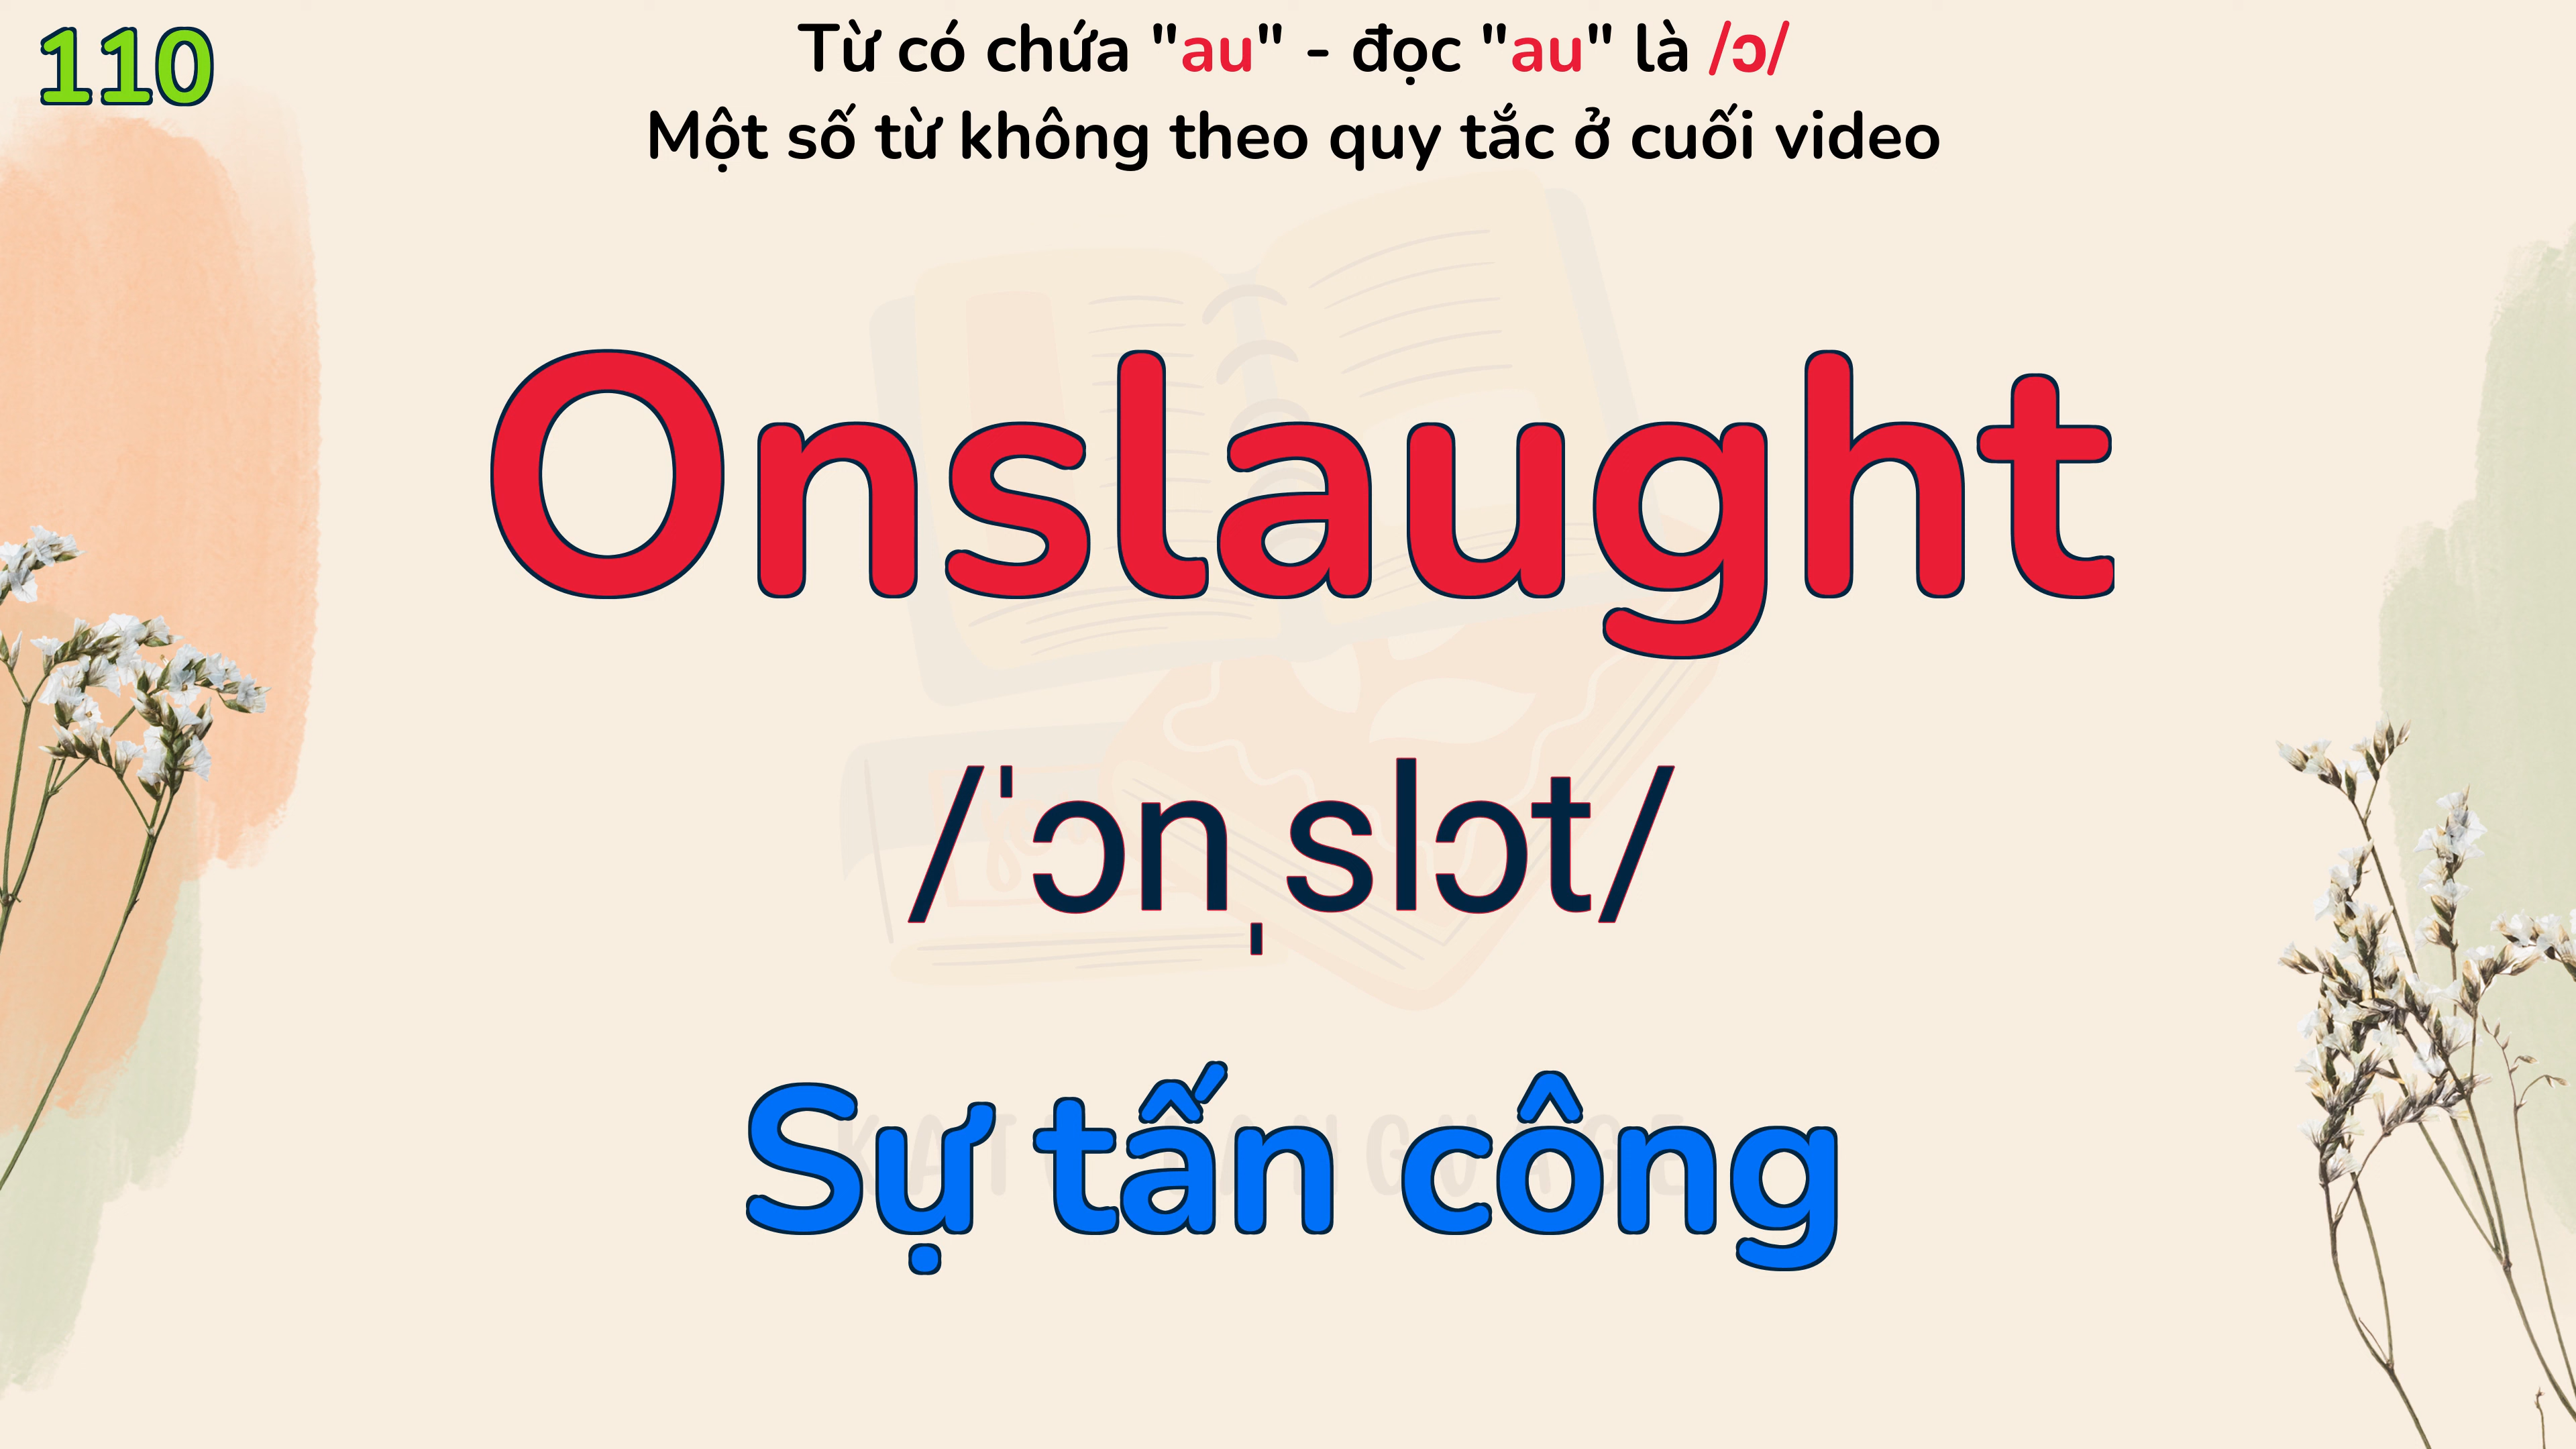 110
Từ có chứa "au" - đọc "au" là /ɔ/
Một số từ không theo quy tắc ở cuối video
Onslaught
/ˈɔnˌslɔt/
Sự tấn công